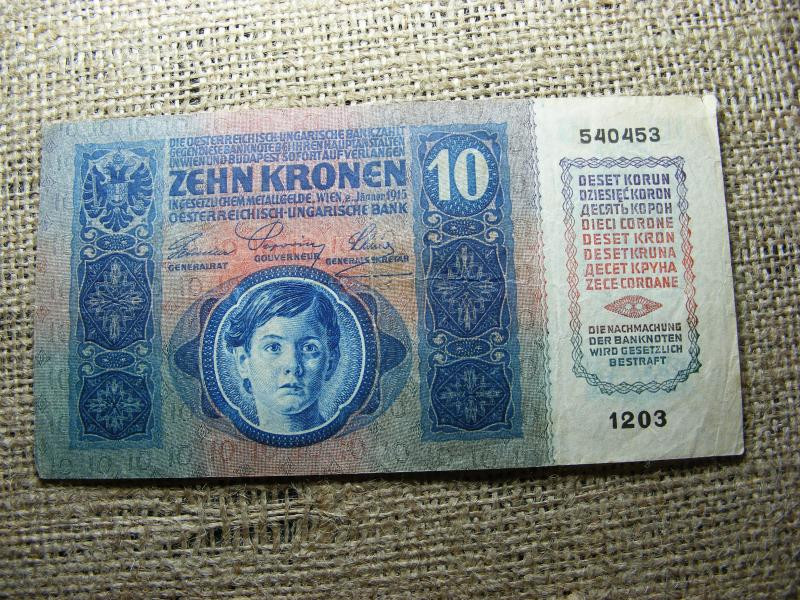 DIE OESTERREICHISCH-UNGARISCHE BANK ZAHLT
GEGEN DIESE BANKNOTE BEI IHREN HAUPTANSTALTEN
IN WIEN UND BUDAPEST SOFORT AUF VERLANGEN
ZEHN KRONEN
IN GESETZLICHEM METALLGELDE. WIEN, 2. Jänner 1915
OESTERREICHISCH-UNGARISCHE BANK
GENERALRAT
GOUVERNEUR
GENERALSEKRETÄR
10
540453
DESET KORUN
DZIESIĘĆ KORON
ДЕСЯТЬ КОРОН
DIECI CORONE
DESET KRON
DESET KRUNA
ДЕСЕТ КРУНА
ZECE COROANE
DIE NACHMACHUNG
DER BANKNOTEN
WIRD GESETZLICH
BESTRAFT
1203